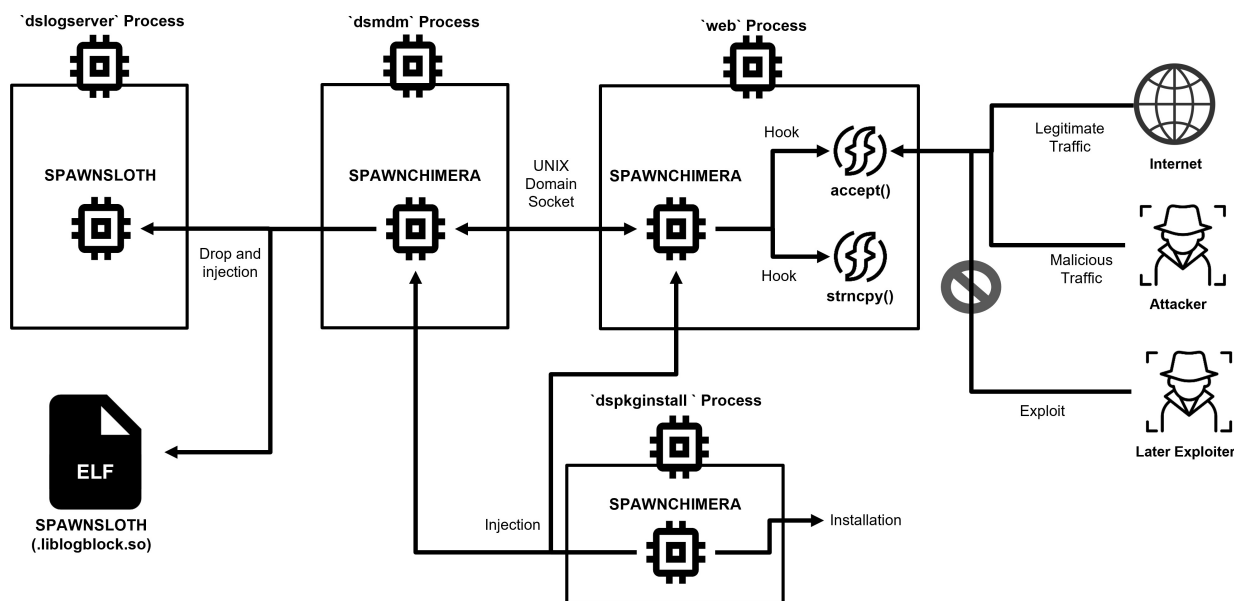 `dslogserver` Process
`dsmdm` Process
`web` Process
SPAWNSLOTH
Drop and
injection
SPAWNCHIMERA
UNIX
Domain
Socket
SPAWNCHIMERA
Hook
accept()
Hook
strncpy()
Legitimate
Traffic
Internet
Malicious
Traffic
Attacker
Exploit
Later Exploiter
ELF
SPAWNSLOTH
(.liblogblock.so)
`dspkginstall ` Process
SPAWNCHIMERA
Injection
Installation